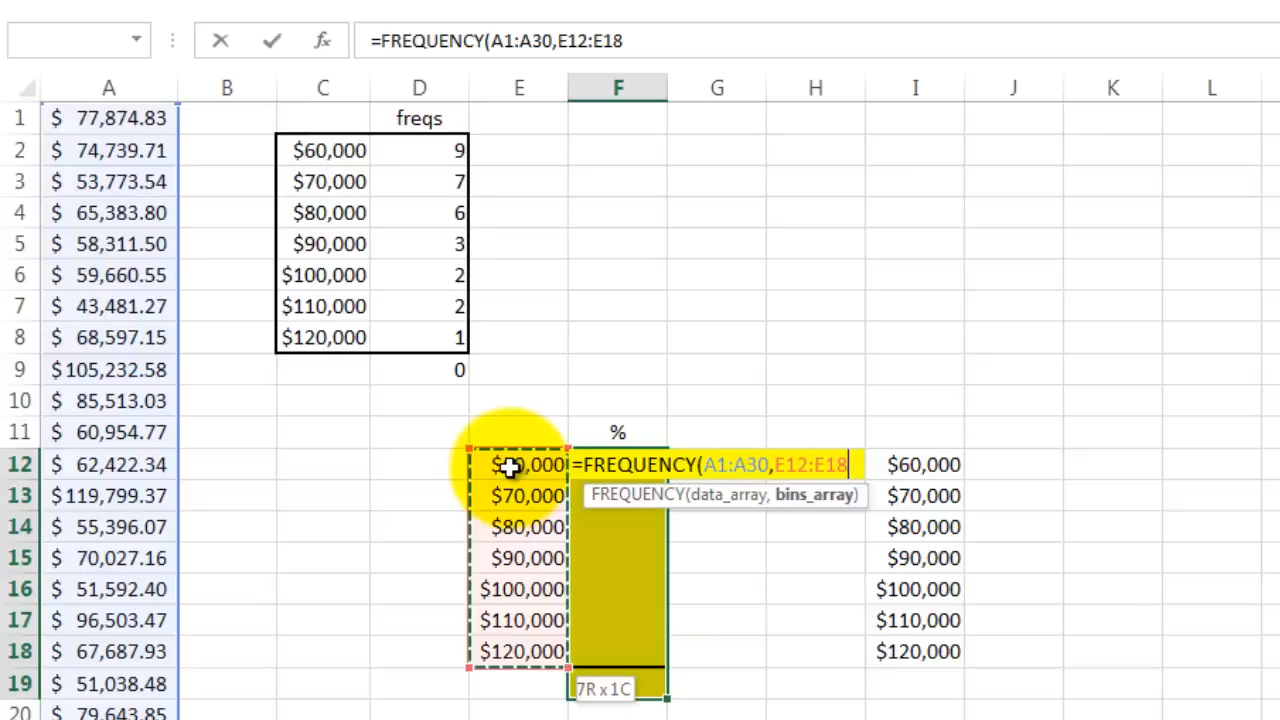 =FREQUENCY(A1:A30,E12:E18
A B C D E F G H I J K L
1 $ 77,874.83 freqs
2 $ 74,739.71 $60,000 9
3 $ 53,773.54 $70,000 7
4 $ 65,383.80 $80,000 6
5 $ 58,311.50 $90,000 3
6 $ 59,660.55 $100,000 2
7 $ 43,481.27 $110,000 2
8 $ 68,597.15 $120,000 1
9 $105,232.58 0
10 $ 85,513.03
11 $ 60,954.77 %
12 $ 62,422.34 =FREQUENCY(A1:A30,E12:E18 $60,000
13 $119,799.37 $70,000 FREQUENCY(data_array, bins_array) $70,000
14 $ 55,396.07 $80,000 $80,000
15 $ 70,027.16 $90,000 $90,000
16 $ 51,592.40 $100,000 $100,000
17 $ 96,503.47 $110,000 $110,000
18 $ 67,687.93 $120,000 $120,000
19 $ 51,038.48 7R x 1C
20 $ 79,643.85